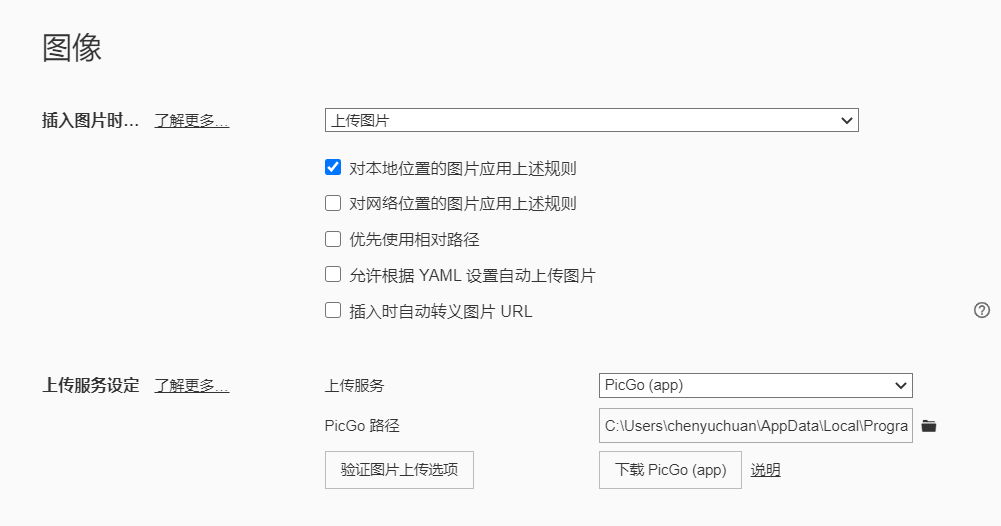 图像
插入图片时... 了解更多... 上传图片
对本地位置的图片应用上述规则
对网络位置的图片应用上述规则
优先使用相对路径
允许根据 YAML 设置自动上传图片
插入时自动转义图片 URL
上传服务设定 了解更多... 上传服务 PicGo (app)
PicGo 路径 C:\Users\chenyuchuan\AppData\Local\Progra
验证图片上传选项 下载 PicGo (app) 说明